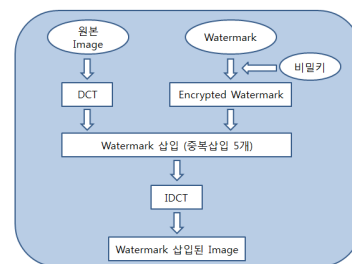 원본
Image
Watermark
비밀키
DCT
Encrypted Watermark
Watermark 삽입 (중복삽입 5개)
IDCT
Watermark 삽입된 Image